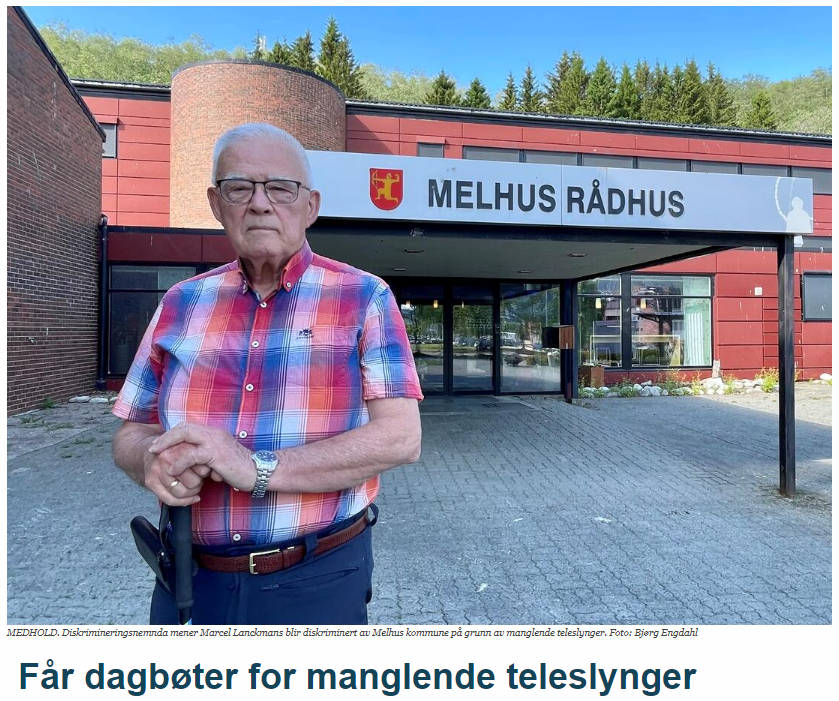 MELHUS RÅDHUS
MEDHOLD. Diskrimineringsnemnda mener Marcel Lanckmans blir diskriminert av Melhus kommune på grunn av manglende teleslynger. Foto: Bjørg Engdahl
Får dagbøter for manglende teleslynger